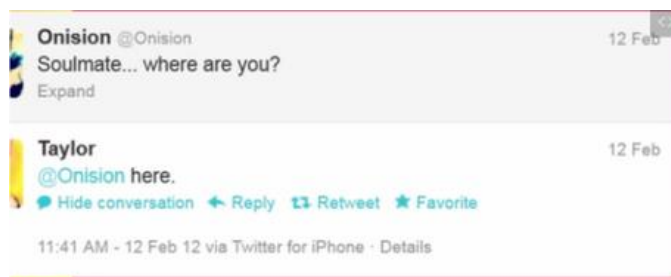 Onision @Onision 12 Feb
Soulmate... where are you?
Expand
Taylor 12 Feb
@Onision here.
Hide conversation Reply Retweet Favorite
11:41 AM - 12 Feb 12 via Twitter for iPhone · Details